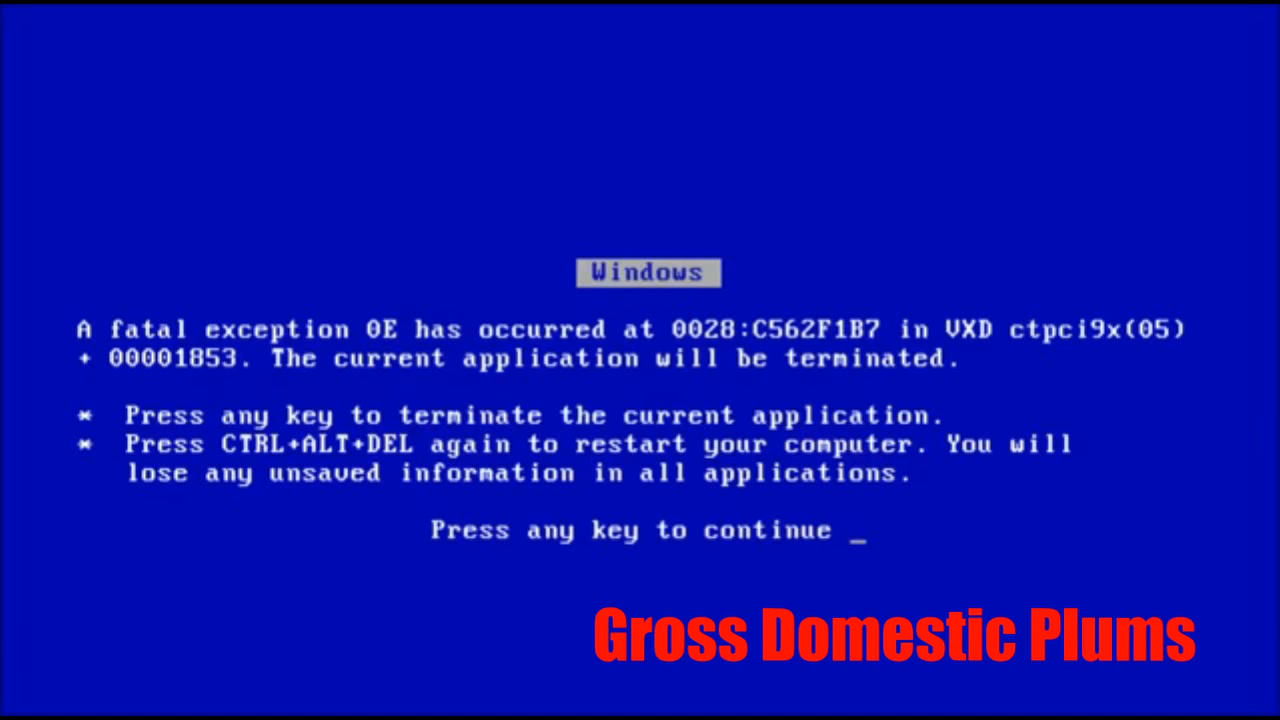 Windows
A fatal exception 0E has occurred at 0028:C562F1B7 in VXD ctpci9x(05)
+ 00001853. The current application will be terminated.
* Press any key to terminate the current application.
* Press CTRL+ALT+DEL again to restart your computer. You will
lose any unsaved information in all applications.
Press any key to continue _
Gross Domestic Plums